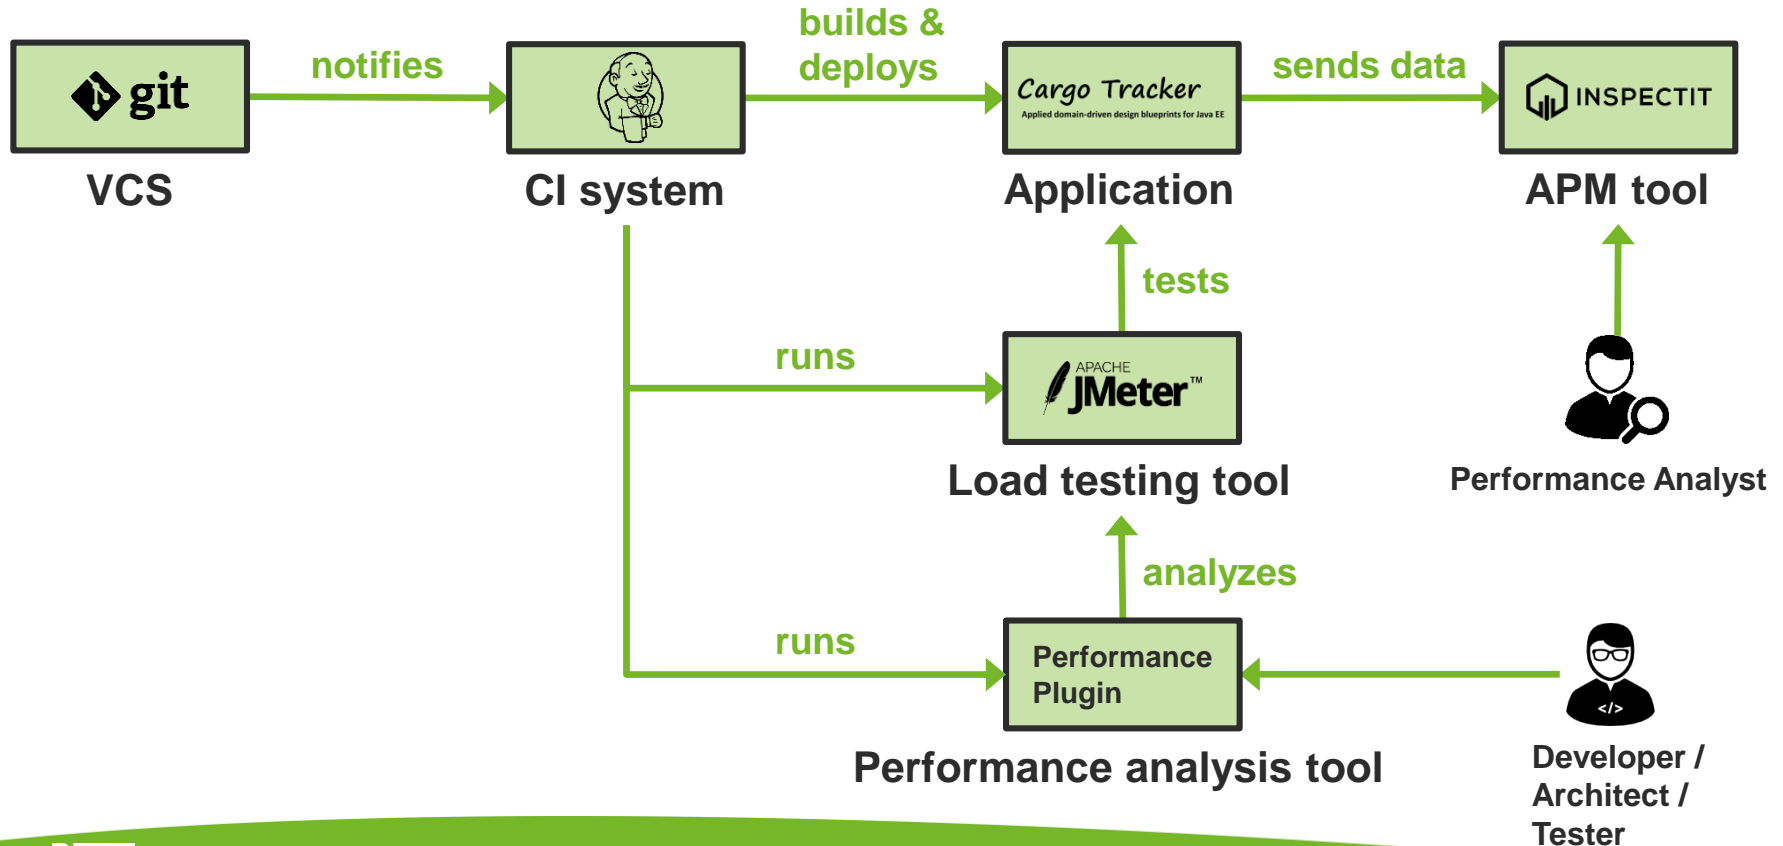 notifies
builds &
deploys
sends data
git
Cargo Tracker
Applied domain-driven design blueprints for Java EE
INSPECTIT
VCS
CI system
Application
APM tool
tests
runs
APACHE
JMeter™
Load testing tool
Performance Analyst
analyzes
runs
Performance
Plugin
</>
Performance analysis tool
Developer /
Architect /
Tester